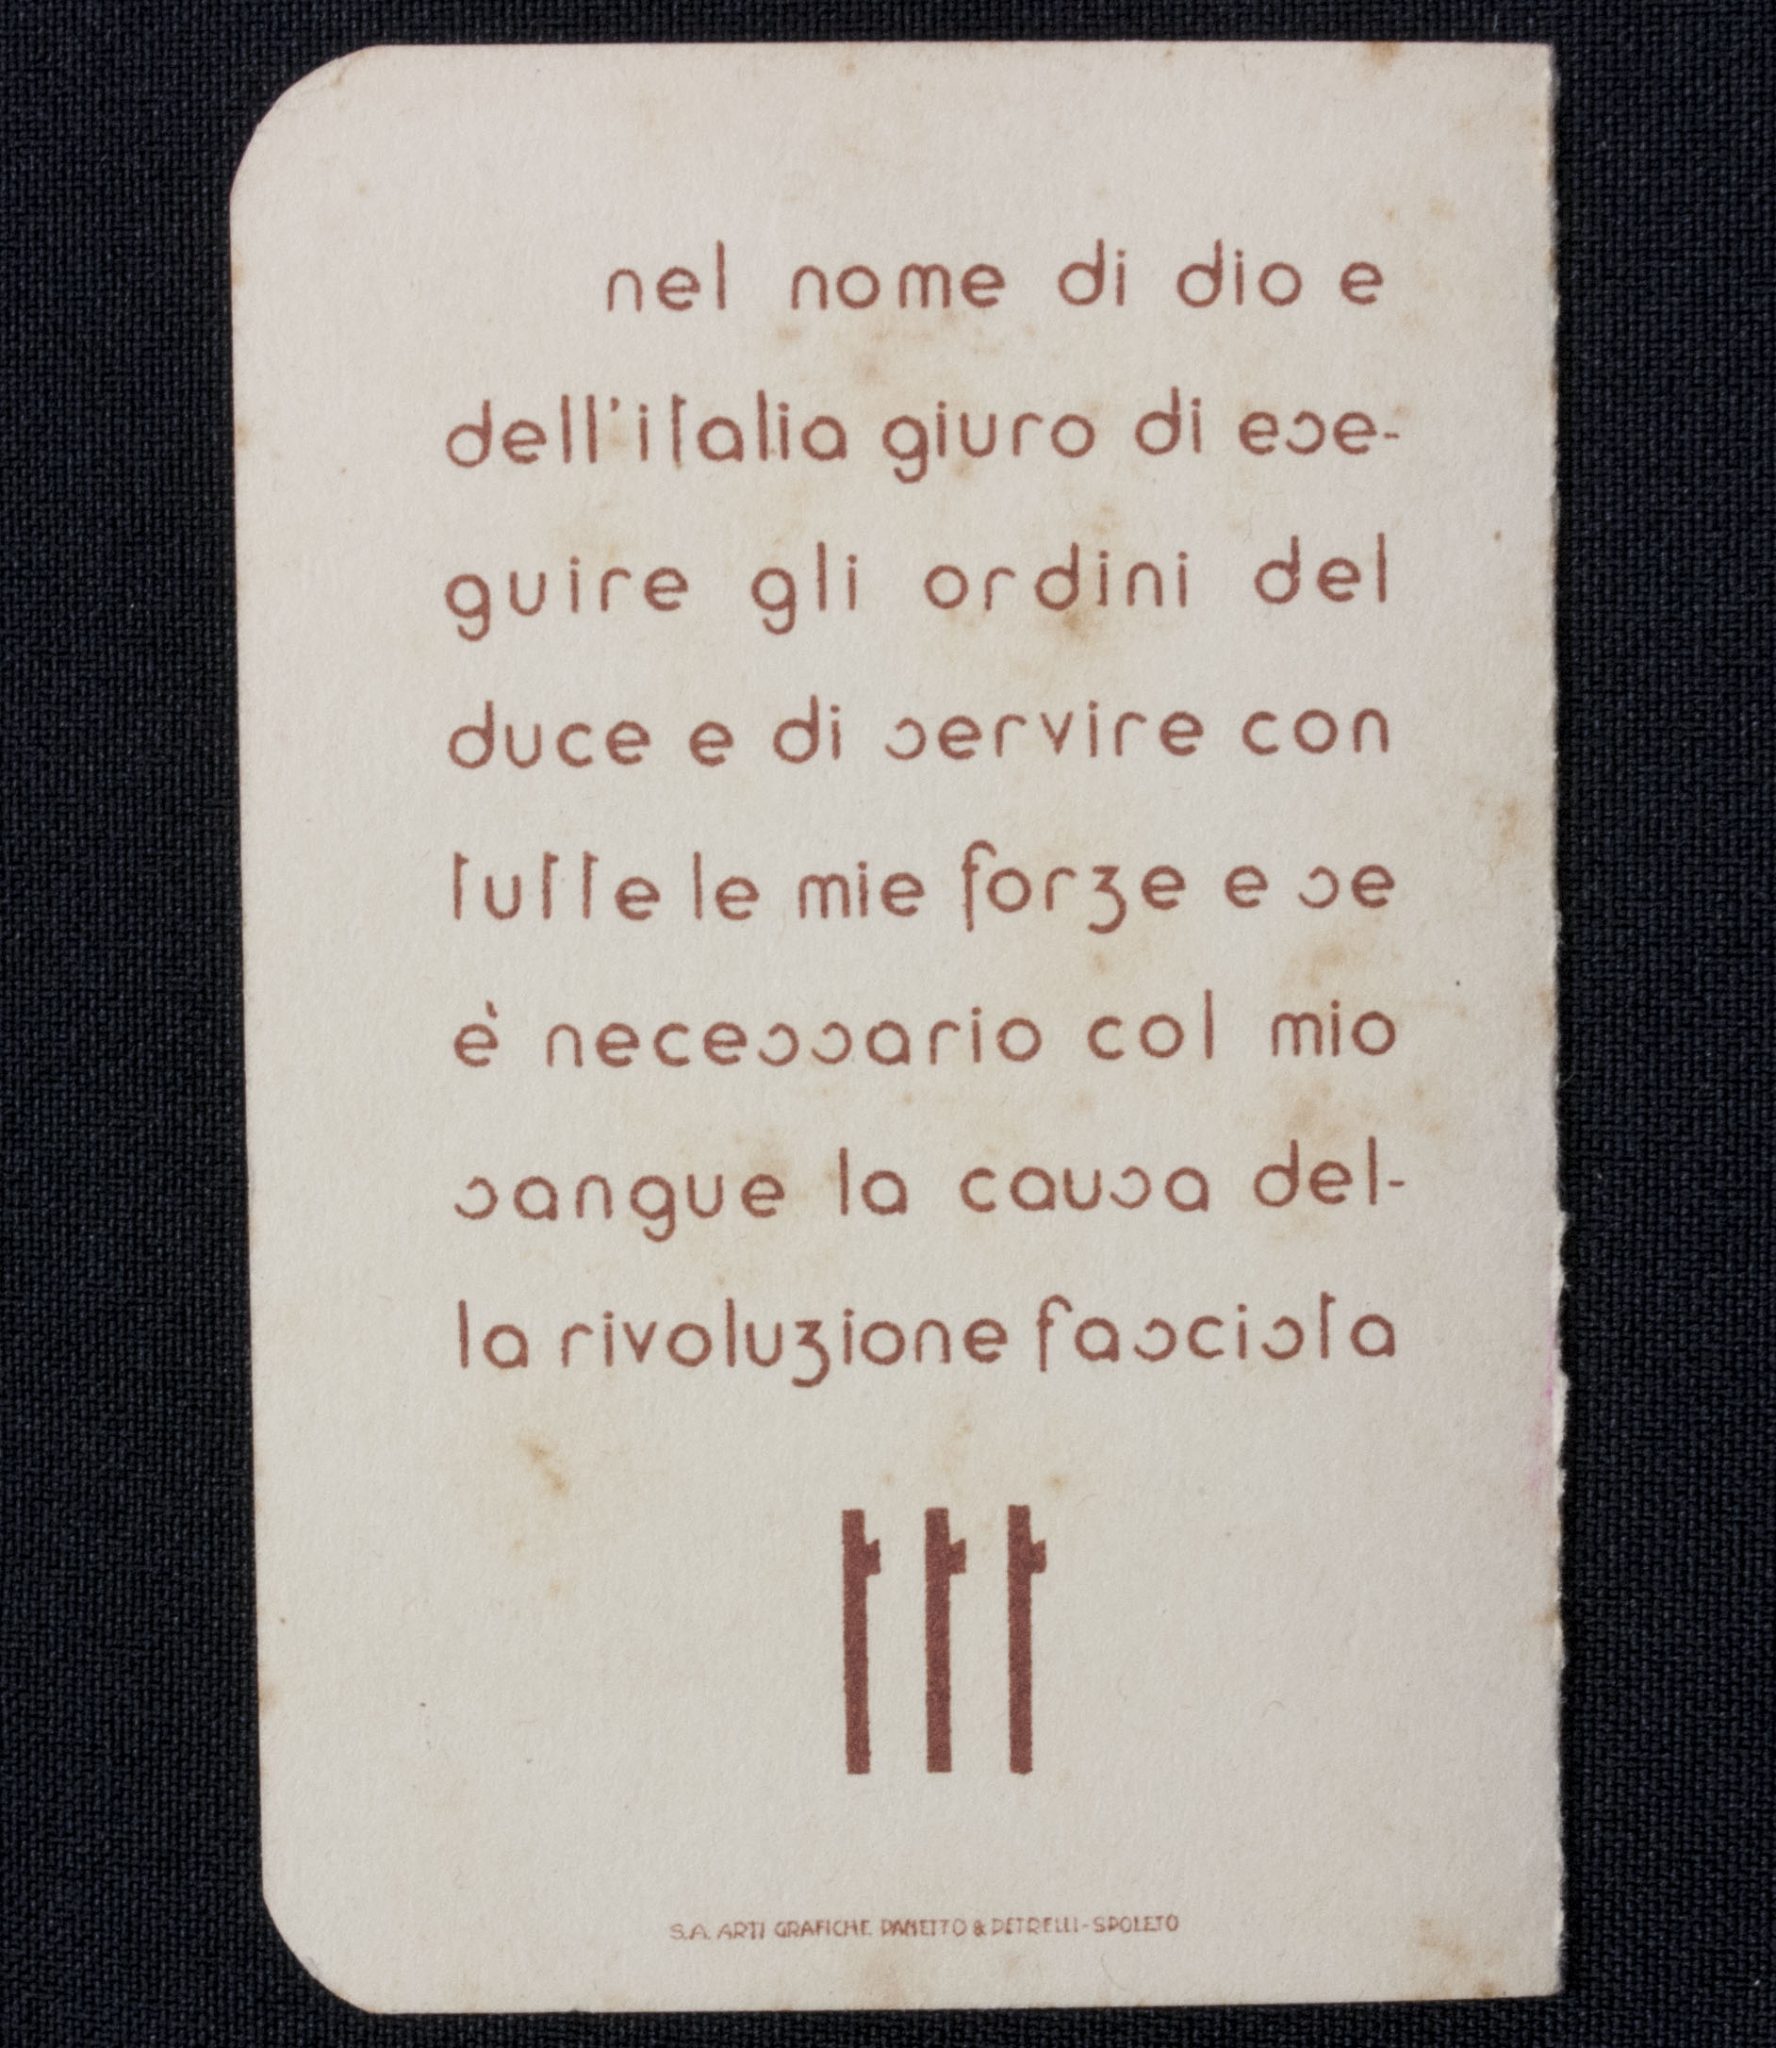 nel nome di dio e
dell'italia giuro di ese-
guire gli ordini del
duce e di servire con
tutte le mie forze e se
è necessario col mio
sangue la causa del-
la rivoluzione fascista
S.A. ARTI GRAFICHE PANETTO & PETRELLI - SPOLETO